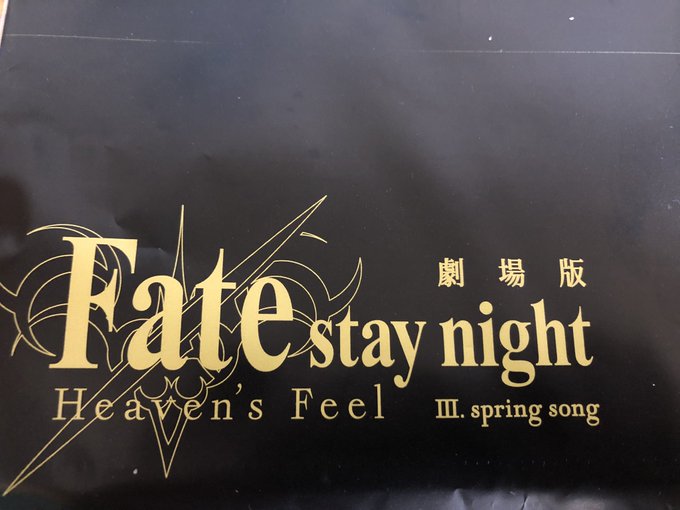 劇場版
Fate stay night
Heaven's Feel III. spring song